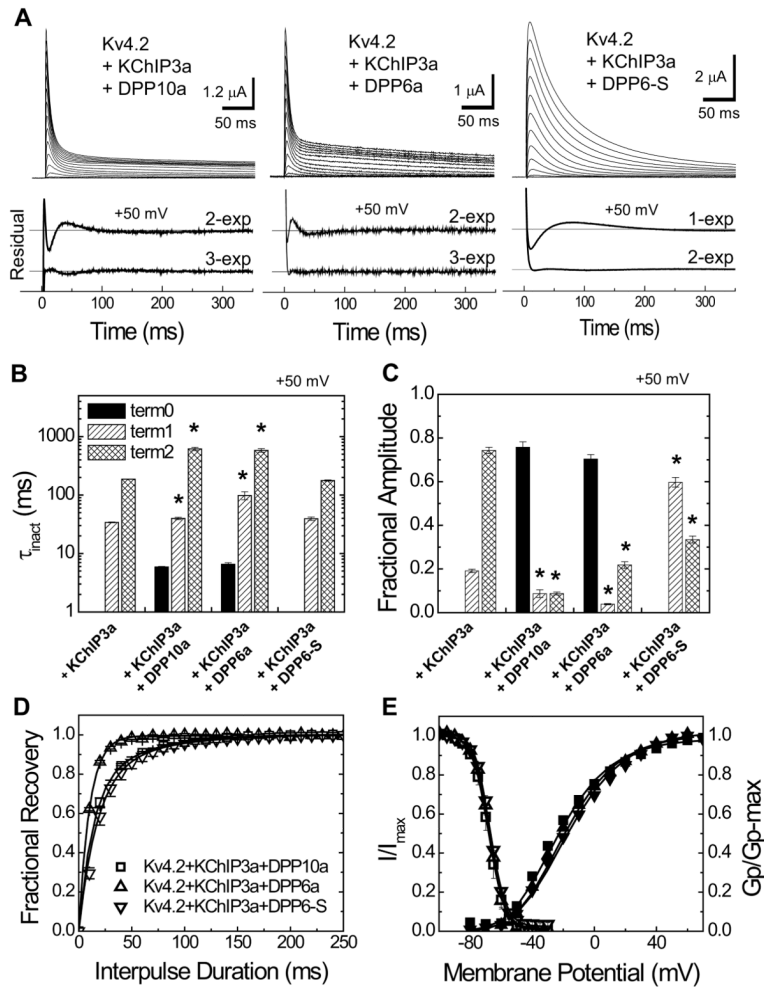 A
Kv4.2
+ KChIP3a
+ DPP10a
1.2 μA
50 ms
Kv4.2
+ KChIP3a
+ DPP6a
1 μA
50 ms
Kv4.2
+ KChIP3a
+ DPP6-S
2 μA
50 ms
Residual
+50 mV
2-exp
3-exp
+50 mV
2-exp
3-exp
+50 mV
1-exp
2-exp
0 100 200 300
0 100 200 300
0 100 200 300
Time (ms)
Time (ms)
Time (ms)
B
+50 mV
term0
term1
term2
* * * *
1000
100
10
1
τinact (ms)
+ KChIP3a
+ KChIP3a
+ DPP10a
+ KChIP3a
+ DPP6a
+ KChIP3a
+ DPP6-S
C
+50 mV
1.0
0.8
0.6
0.4
0.2
0.0
Fractional Amplitude
* * * * * *
+ KChIP3a
+ KChIP3a
+ DPP10a
+ KChIP3a
+ DPP6a
+ KChIP3a
+ DPP6-S
D
1.0
0.8
0.6
0.4
0.2
0.0
Fractional Recovery
Kv4.2+KChIP3a+DPP10a
Kv4.2+KChIP3a+DPP6a
Kv4.2+KChIP3a+DPP6-S
0 50 100 150 200 250
Interpulse Duration (ms)
E
1.0
0.8
0.6
0.4
0.2
0.0
I/Imax
1.0
0.8
0.6
0.4
0.2
0.0
Gp/Gp-max
-80 -40 0 40
Membrane Potential (mV)